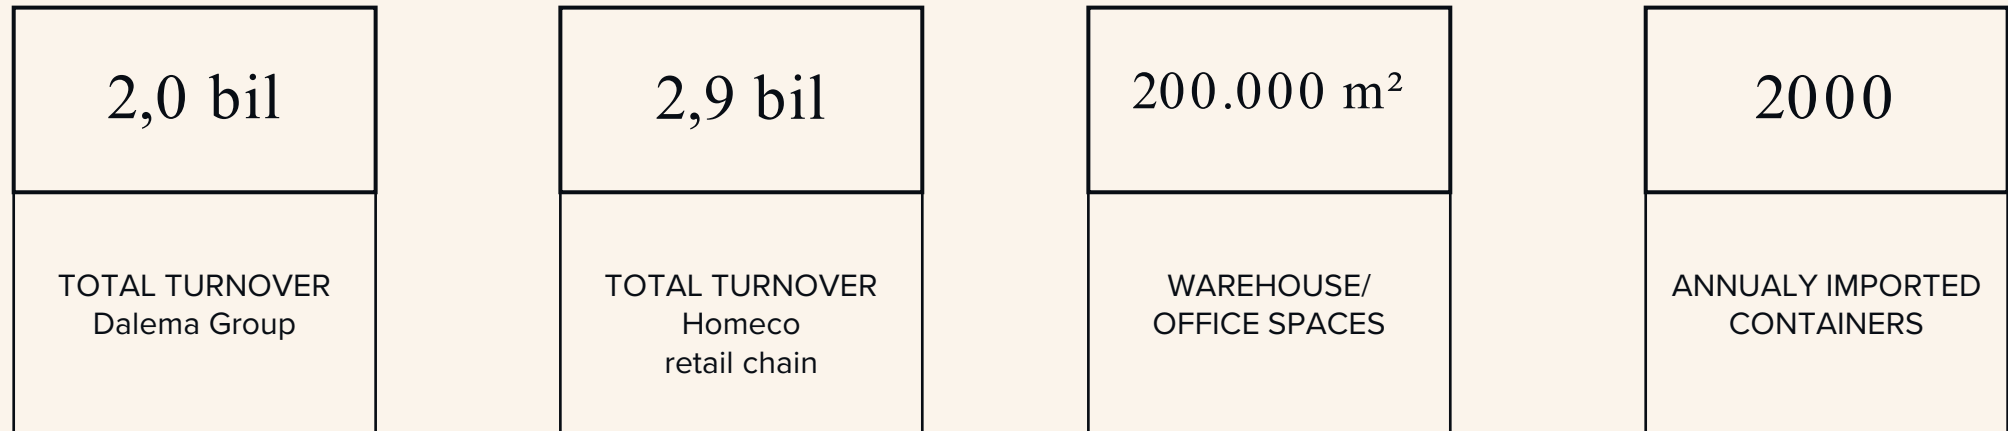 2,0 bil
TOTAL TURNOVER
Dalema Group
2,9 bil
TOTAL TURNOVER
Homeco
retail chain
200.000 m²
WAREHOUSE/
OFFICE SPACES
2000
ANNUALY IMPORTED
CONTAINERS